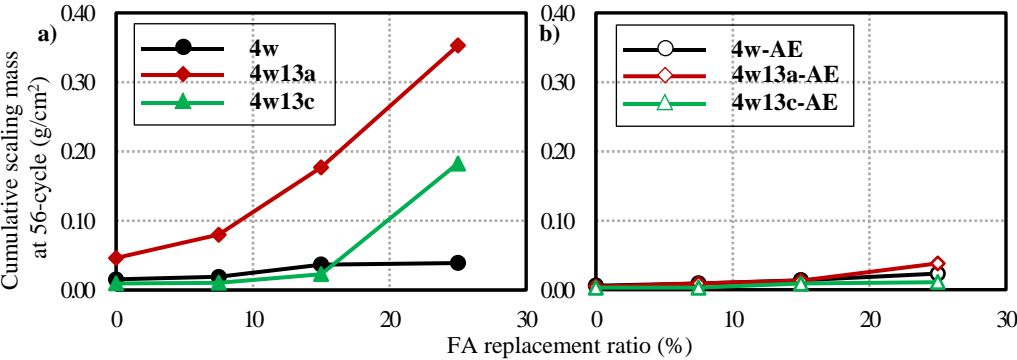 Cumulative scaling mass
at 56-cycle (g/cm²)
a)
4w
4w13a
4w13c
0.40
0.30
0.20
0.10
0.00
0
10
20
30
b)
4w-AE
4w13a-AE
4w13c-AE
0.40
0.30
0.20
0.10
0.00
0
10
20
30
FA replacement ratio (%)